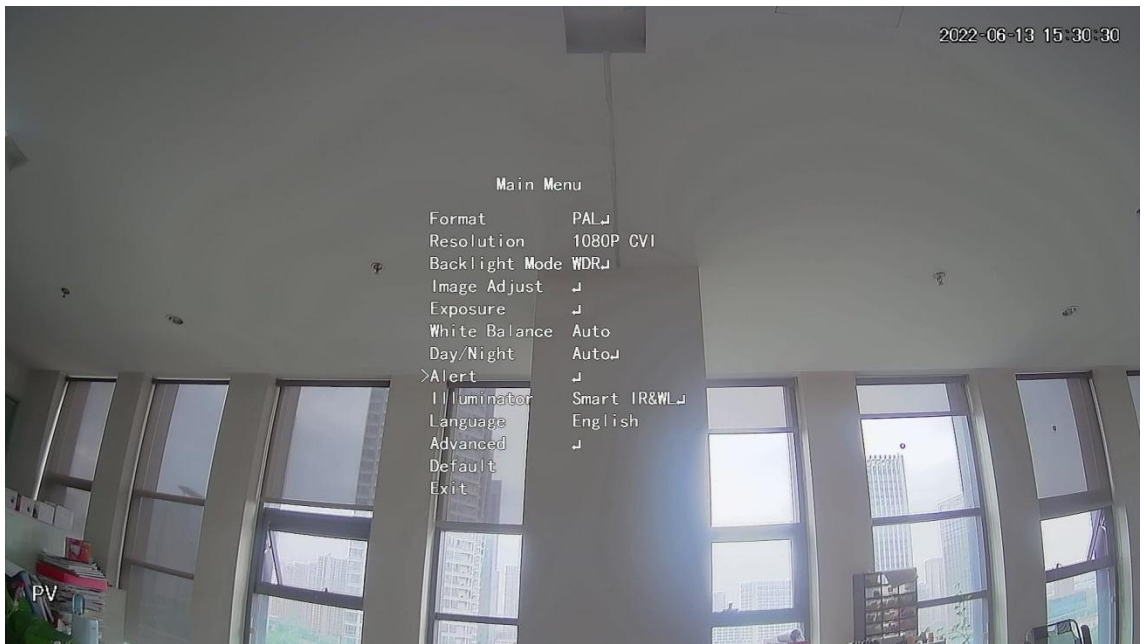 2022-06-13 15:30:30
Main Menu
Format PAL↵
Resolution 1080P CVI
Backlight Mode WDR↵
Image Adjust ↵
Exposure ↵
White Balance Auto
Day/Night Auto↵
>Alert ↵
Illuminator Smart IR&WL↵
Language English
Advanced ↵
Default
Exit
PV